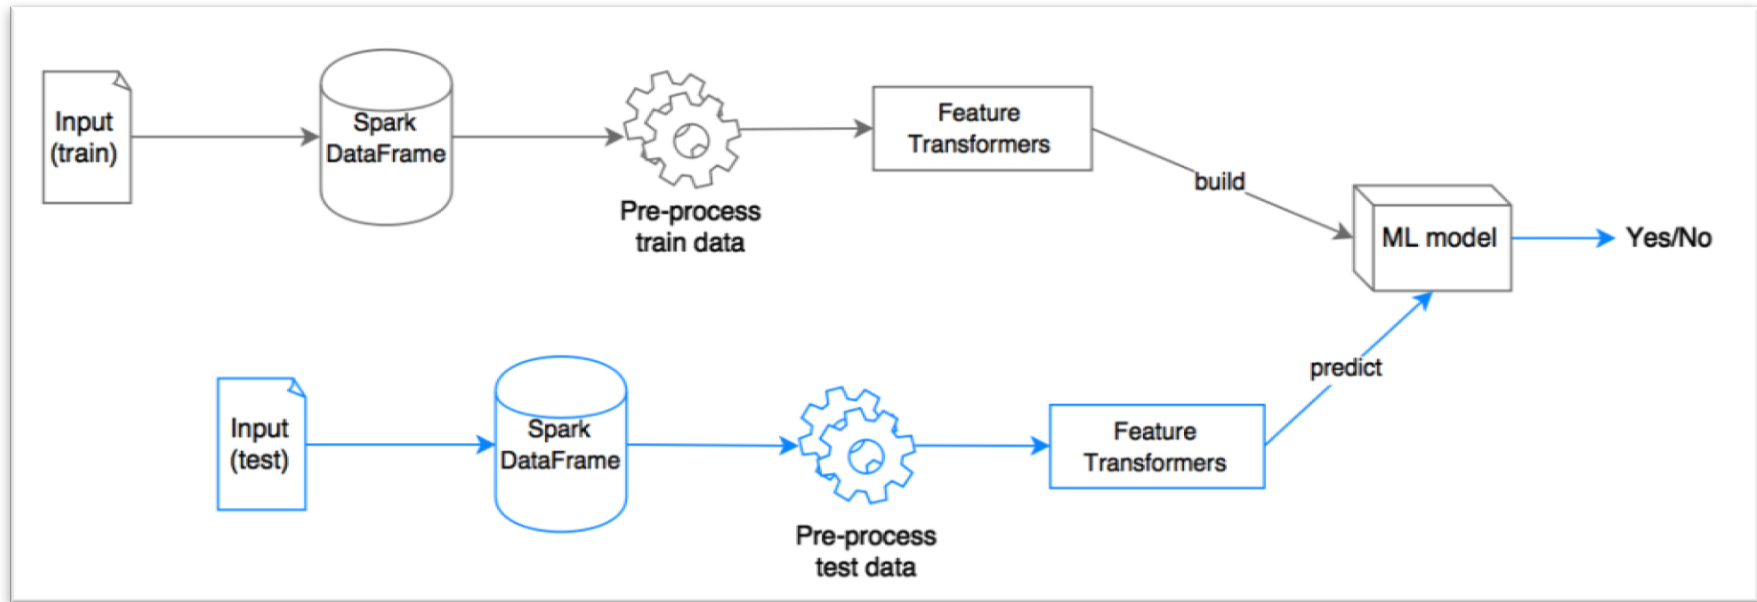 Input
(train)
Spark
DataFrame
Pre-process
train data
Feature
Transformers
build
ML model
Yes/No
Input
(test)
Spark
DataFrame
Pre-process
test data
Feature
Transformers
predict